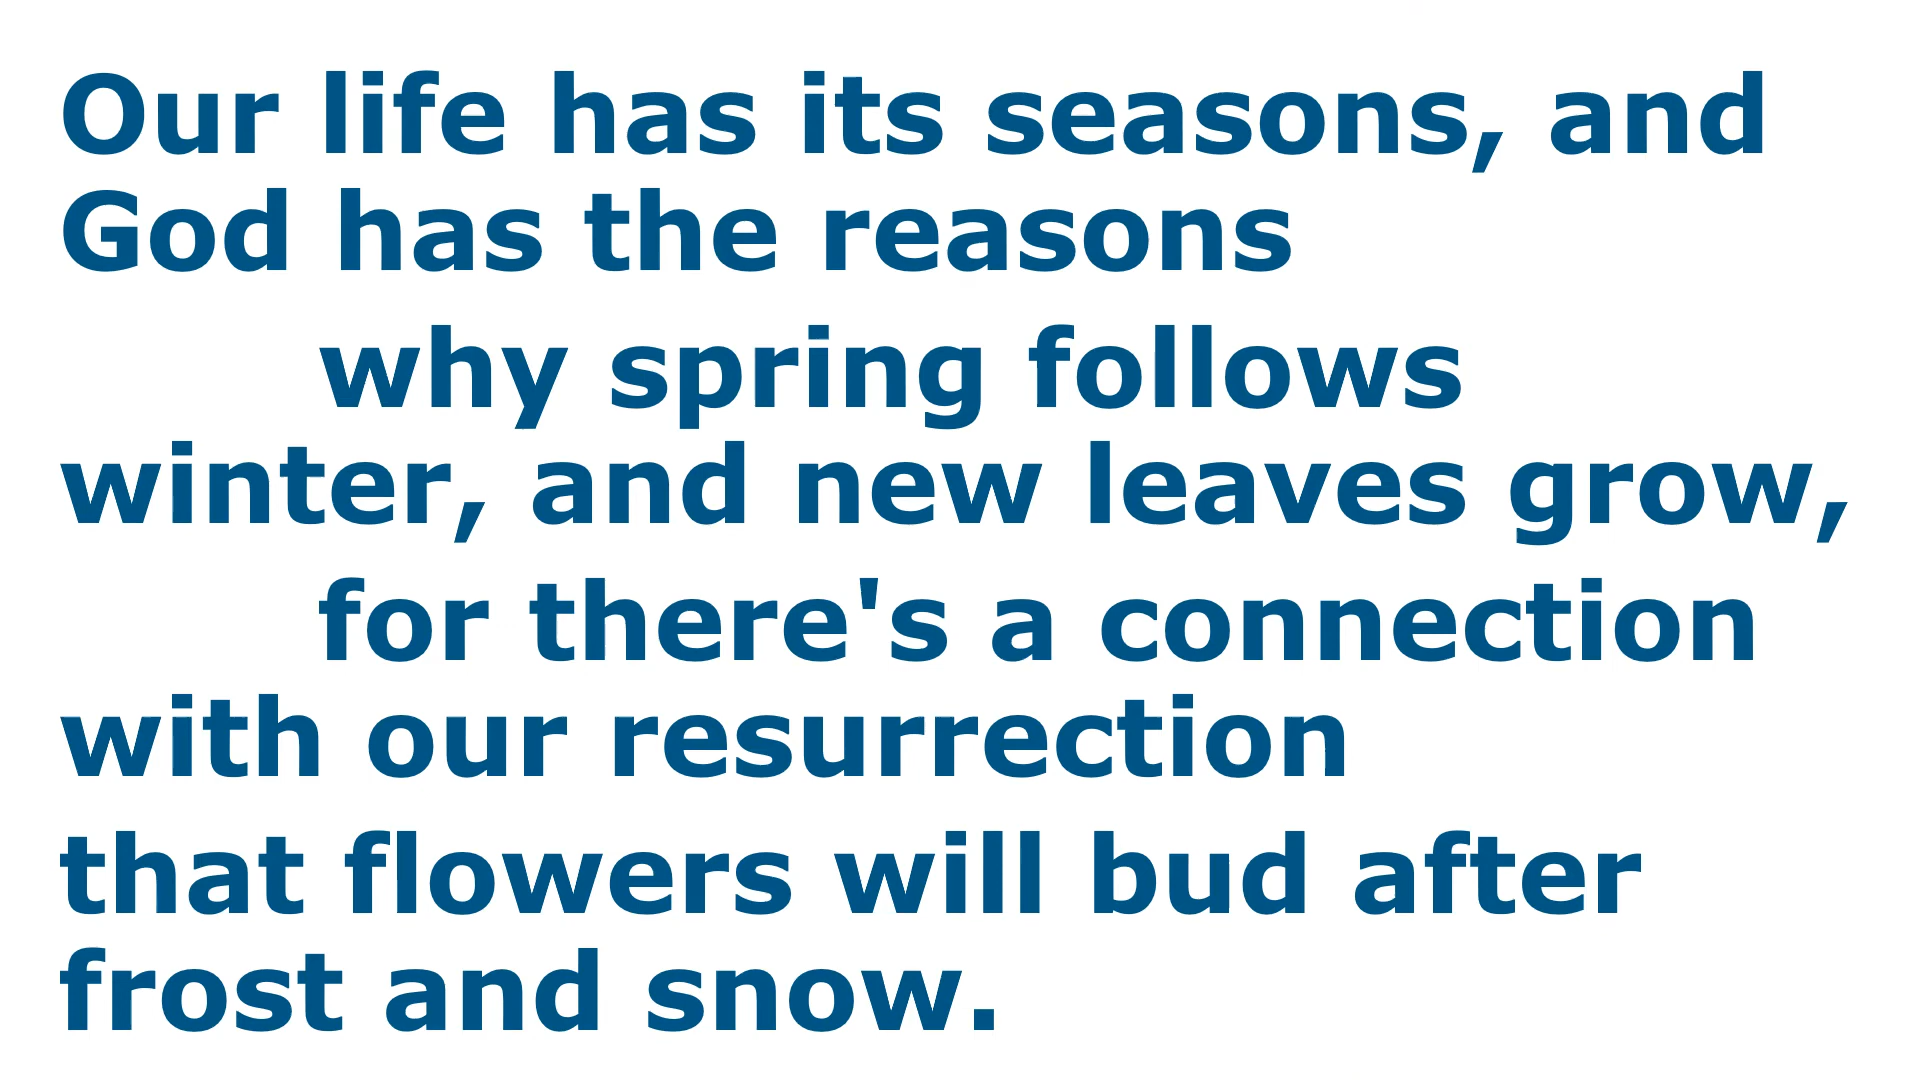 Our life has its seasons, and
God has the reasons
why spring follows
winter, and new leaves grow,
for there's a connection
with our resurrection
that flowers will bud after
frost and snow.